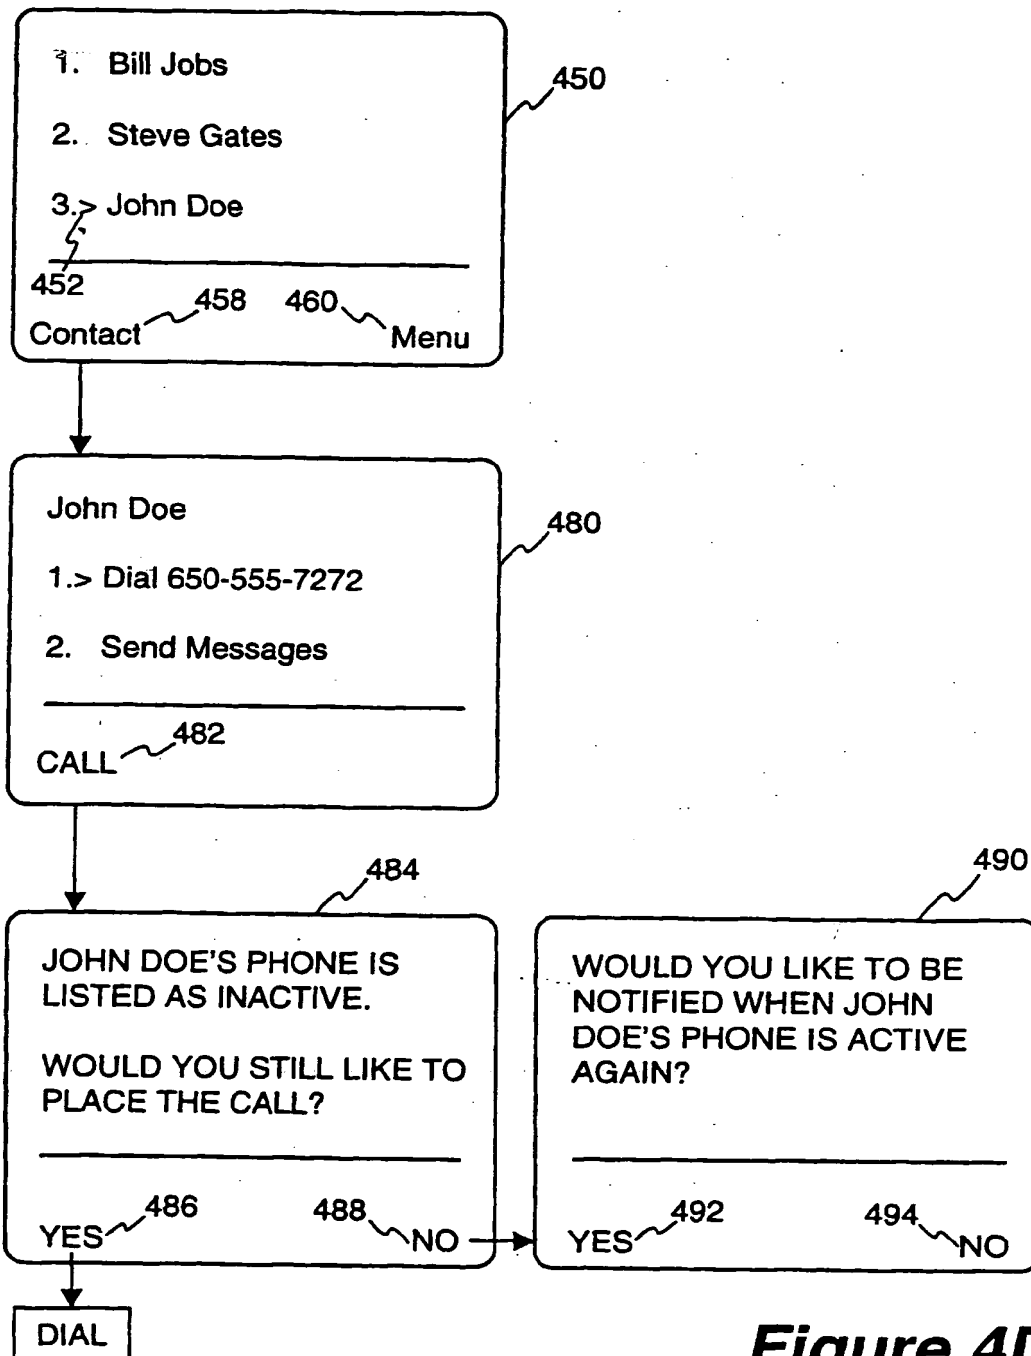 1. Bill Jobs
450
2. Steve Gates
3.> John Doe
452
458
460
Contact
Menu
John Doe
480
1.> Dial 650-555-7272
2. Send Messages
482
CALL
484
490
JOHN DOE'S PHONE IS
LISTED AS INACTIVE.
WOULD YOU STILL LIKE TO
PLACE THE CALL?
486
488
YES
NO
WOULD YOU LIKE TO BE
NOTIFIED WHEN JOHN
DOE'S PHONE IS ACTIVE
AGAIN?
492
494
YES
NO
DIAL
Figure 4D